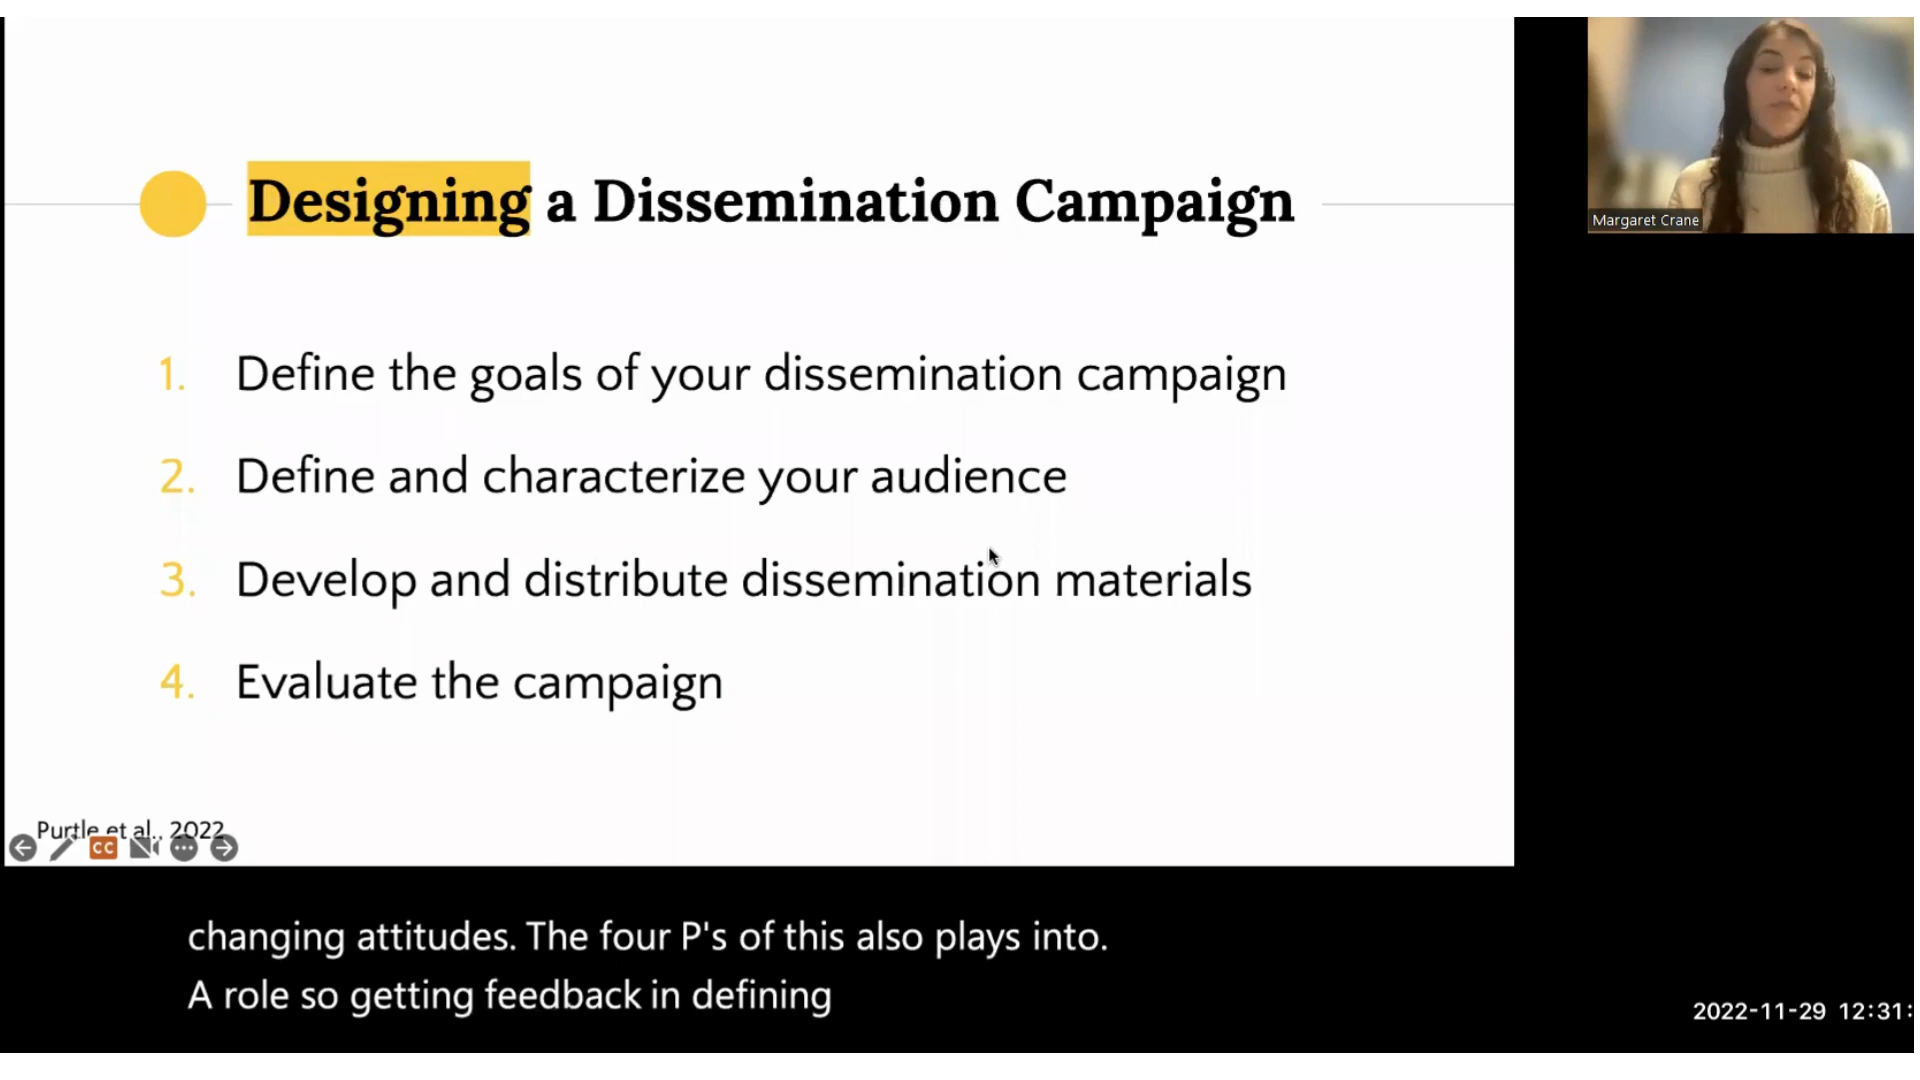 Designing a Dissemination Campaign
1. Define the goals of your dissemination campaign
2. Define and characterize your audience
3. Develop and distribute dissemination materials
4. Evaluate the campaign
Purtle et al., 2022
CC
Margaret Crane
changing attitudes. The four P's of this also plays into.
A role so getting feedback in defining
2022-11-29 12:31: